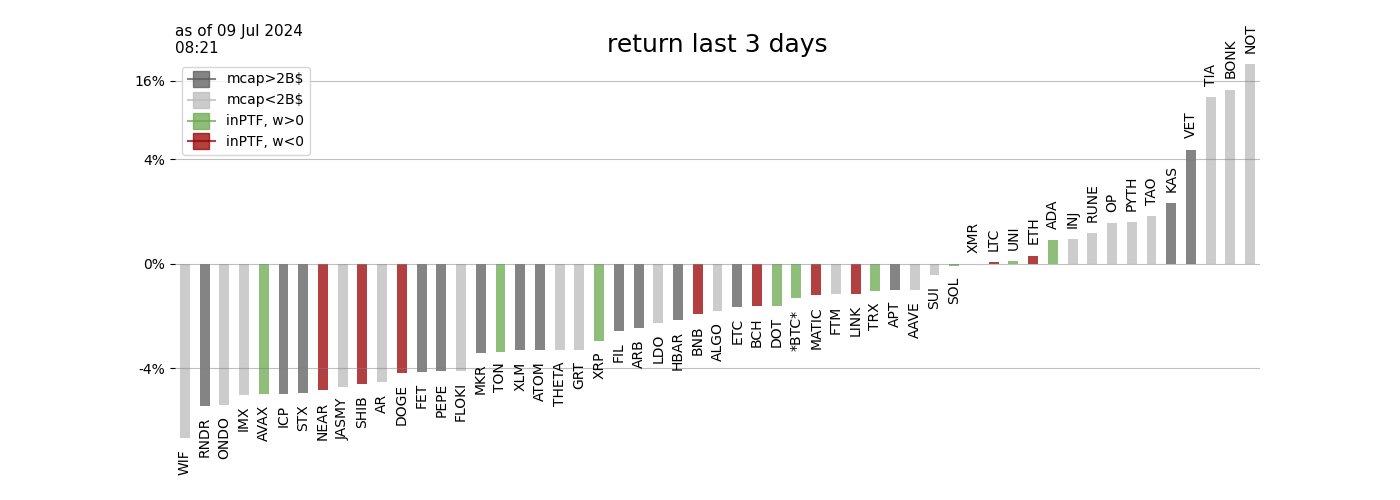 as of 09 Jul 2024
08:21
return last 3 days
mcap>2B$
mcap<2B$
inPTF, w>0
inPTF, w<0
16%
4%
0%
-4%
WIF
RNDR
ONDO
IMX
AVAX
ICP
STX
NEAR
JASMY
SHIB
AR
DOGE
FET
PEPE
FLOKI
MKR
TON
XLM
ATOM
THETA
GRT
XRP
FIL
ARB
LDO
HBAR
BNB
ALGO
ETC
BCH
DOT
*BTC*
MATIC
FTM
LINK
TRX
APT
AAVE
SUI
SOL
XMR
LTC
UNI
ETH
ADA
INJ
RUNE
OP
PYTH
TAO
KAS
VET
TIA
BONK
NOT